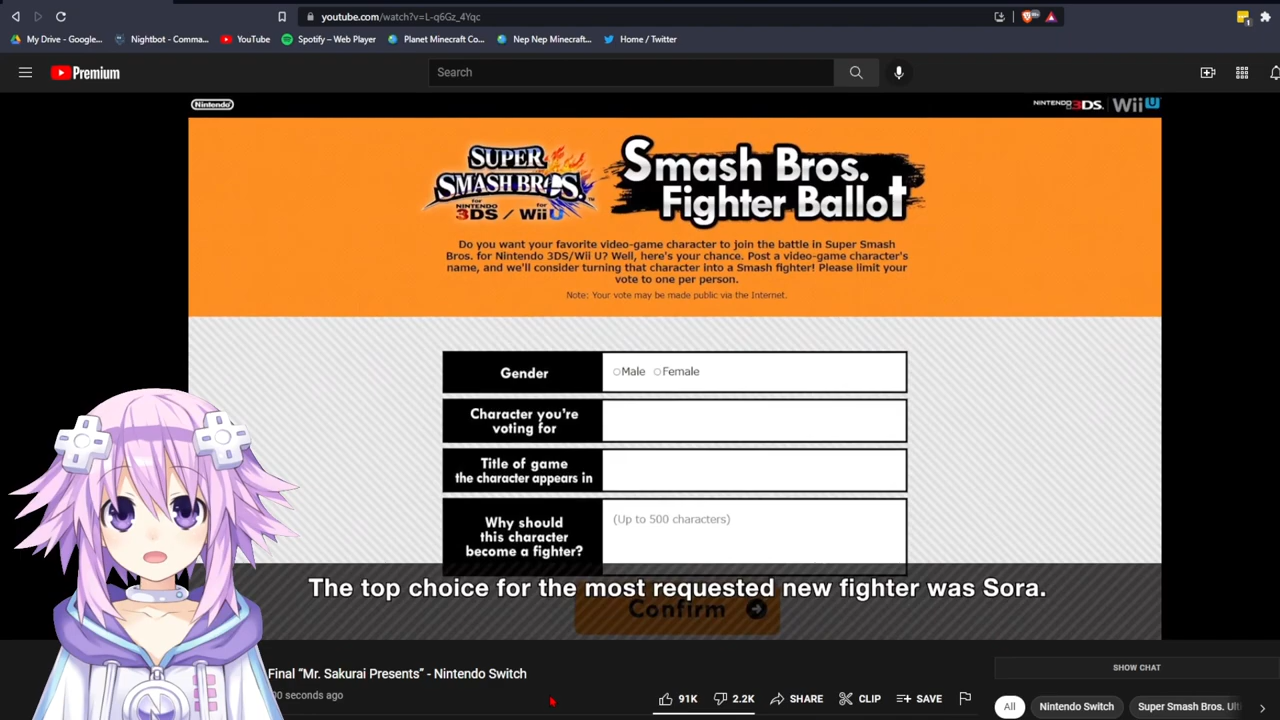 youtube.com/watch?v=L-q6Gz_4Yqc
99+
1
My Drive - Google...
Nightbot - Comma...
YouTube
Spotify – Web Player
Planet Minecraft Co...
Nep Nep Minecraft...
Home / Twitter
Premium
Search
Nintendo
NINTENDO 3DS. WiiU
SUPER
SMASH BROS.
for NINTENDO 3DS / for WiiU
Smash Bros.
Fighter Ballot
Do you want your favorite video-game character to join the battle in Super Smash
Bros. for Nintendo 3DS/Wii U? Well, here's your chance. Post a video-game character's
name, and we'll consider turning that character into a Smash fighter! Please limit your
vote to one per person.
Note: Your vote may be made public via the Internet.
Gender
Male Female
Character you're
voting for
Title of game
the character appears in
Why should
this character
become a fighter?
(Up to 500 characters)
The top choice for the most requested new fighter was Sora.
Confirm
Final “Mr. Sakurai Presents” - Nintendo Switch
seconds ago
91K
2.2K
SHARE
CLIP
SAVE
SHOW CHAT
All
Nintendo Switch
Super Smash Bros. Ulti
N